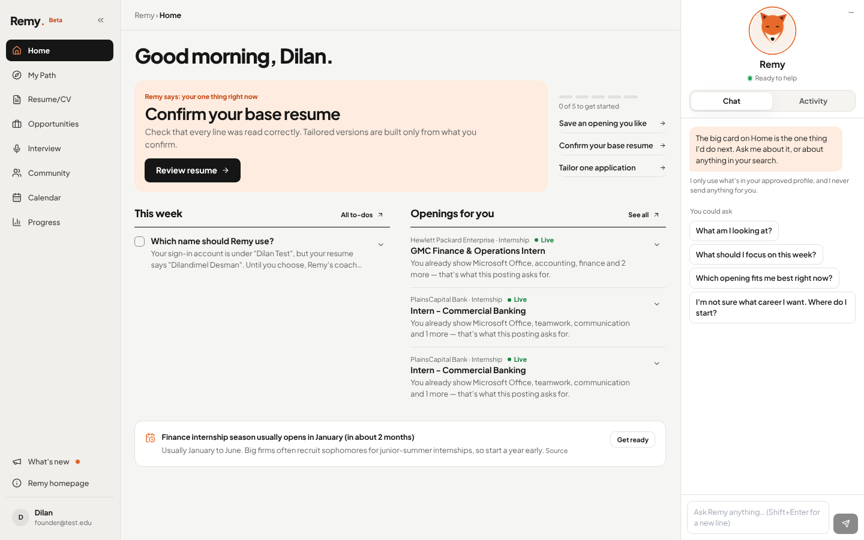 Remy. Beta
Home
My Path
Resume/CV
Opportunities
Interview
Community
Calendar
Progress
What's new
Remy homepage
D
Dilan
founder@test.edu
Remy › Home
Good morning, Dilan.
Remy says: your one thing right now
Confirm your base resume
Check that every line was read correctly. Tailored versions are built only from what you
confirm.
Review resume →
0 of 5 to get started
Save an opening you like →
Confirm your base resume →
Tailor one application →
This week
All to-dos ↗
Which name should Remy use?
Your sign-in account is under "Dilan Test", but your resume
says "Dilandimel Desman". Until you choose, Remy's coach…
Openings for you
See all ↗
Hewlett Packard Enterprise · Internship Live
GMC Finance & Operations Intern
You already show Microsoft Office, accounting, finance and 2
more — that's what this posting asks for.
PlainsCapital Bank · Internship Live
Intern - Commercial Banking
You already show Microsoft Office, teamwork, communication
and 1 more — that's what this posting asks for.
PlainsCapital Bank · Internship Live
Intern - Commercial Banking
You already show Microsoft Office, teamwork, communication
and 1 more — that's what this posting asks for.
Finance internship season usually opens in January (in about 2 months)
Usually January to June. Big firms often recruit sophomores for junior-summer internships, so start a year early. Source
Get ready
Remy
Ready to help
Chat
Activity
The big card on Home is the one thing
I'd do next. Ask me about it, or about
anything in your search.
I only use what's in your approved profile, and I never
send anything for you.
You could ask
What am I looking at?
What should I focus on this week?
Which opening fits me best right now?
I'm not sure what career I want. Where do I
start?
Ask Remy anything… (Shift+Enter for
a new line)